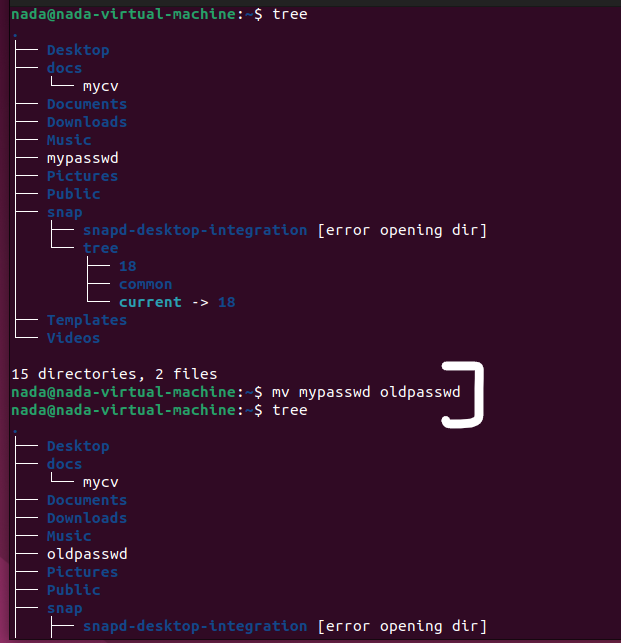 nada@nada-virtual-machine:~$ tree
.
├── Desktop
├── docs
│   └── mycv
├── Documents
├── Downloads
├── Music
├── mypasswd
├── Pictures
├── Public
├── snap
│   ├── snapd-desktop-integration [error opening dir]
│   └── tree
│       ├── 18
│       ├── common
│       └── current -> 18
├── Templates
└── Videos
15 directories, 2 files
nada@nada-virtual-machine:~$ mv mypasswd oldpasswd
nada@nada-virtual-machine:~$ tree
.
├── Desktop
├── docs
│   └── mycv
├── Documents
├── Downloads
├── Music
├── oldpasswd
├── Pictures
├── Public
├── snap
│   ├── snapd-desktop-integration [error opening dir]